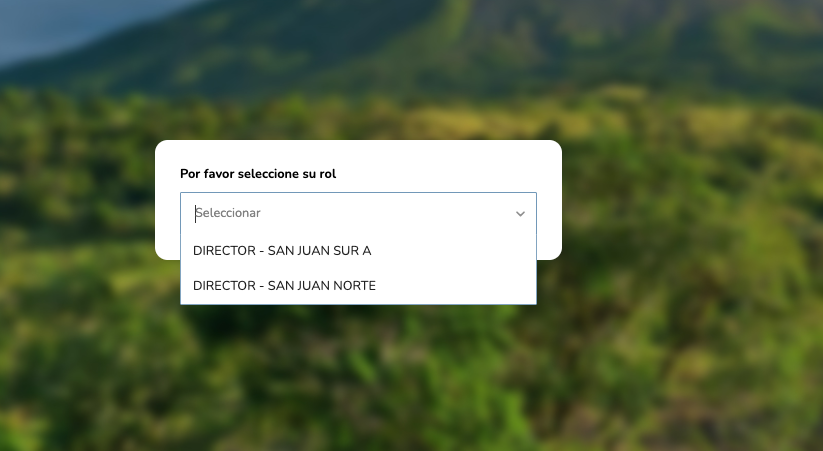 Por favor seleccione su rol
Seleccionar
DIRECTOR - SAN JUAN SUR A
DIRECTOR - SAN JUAN NORTE